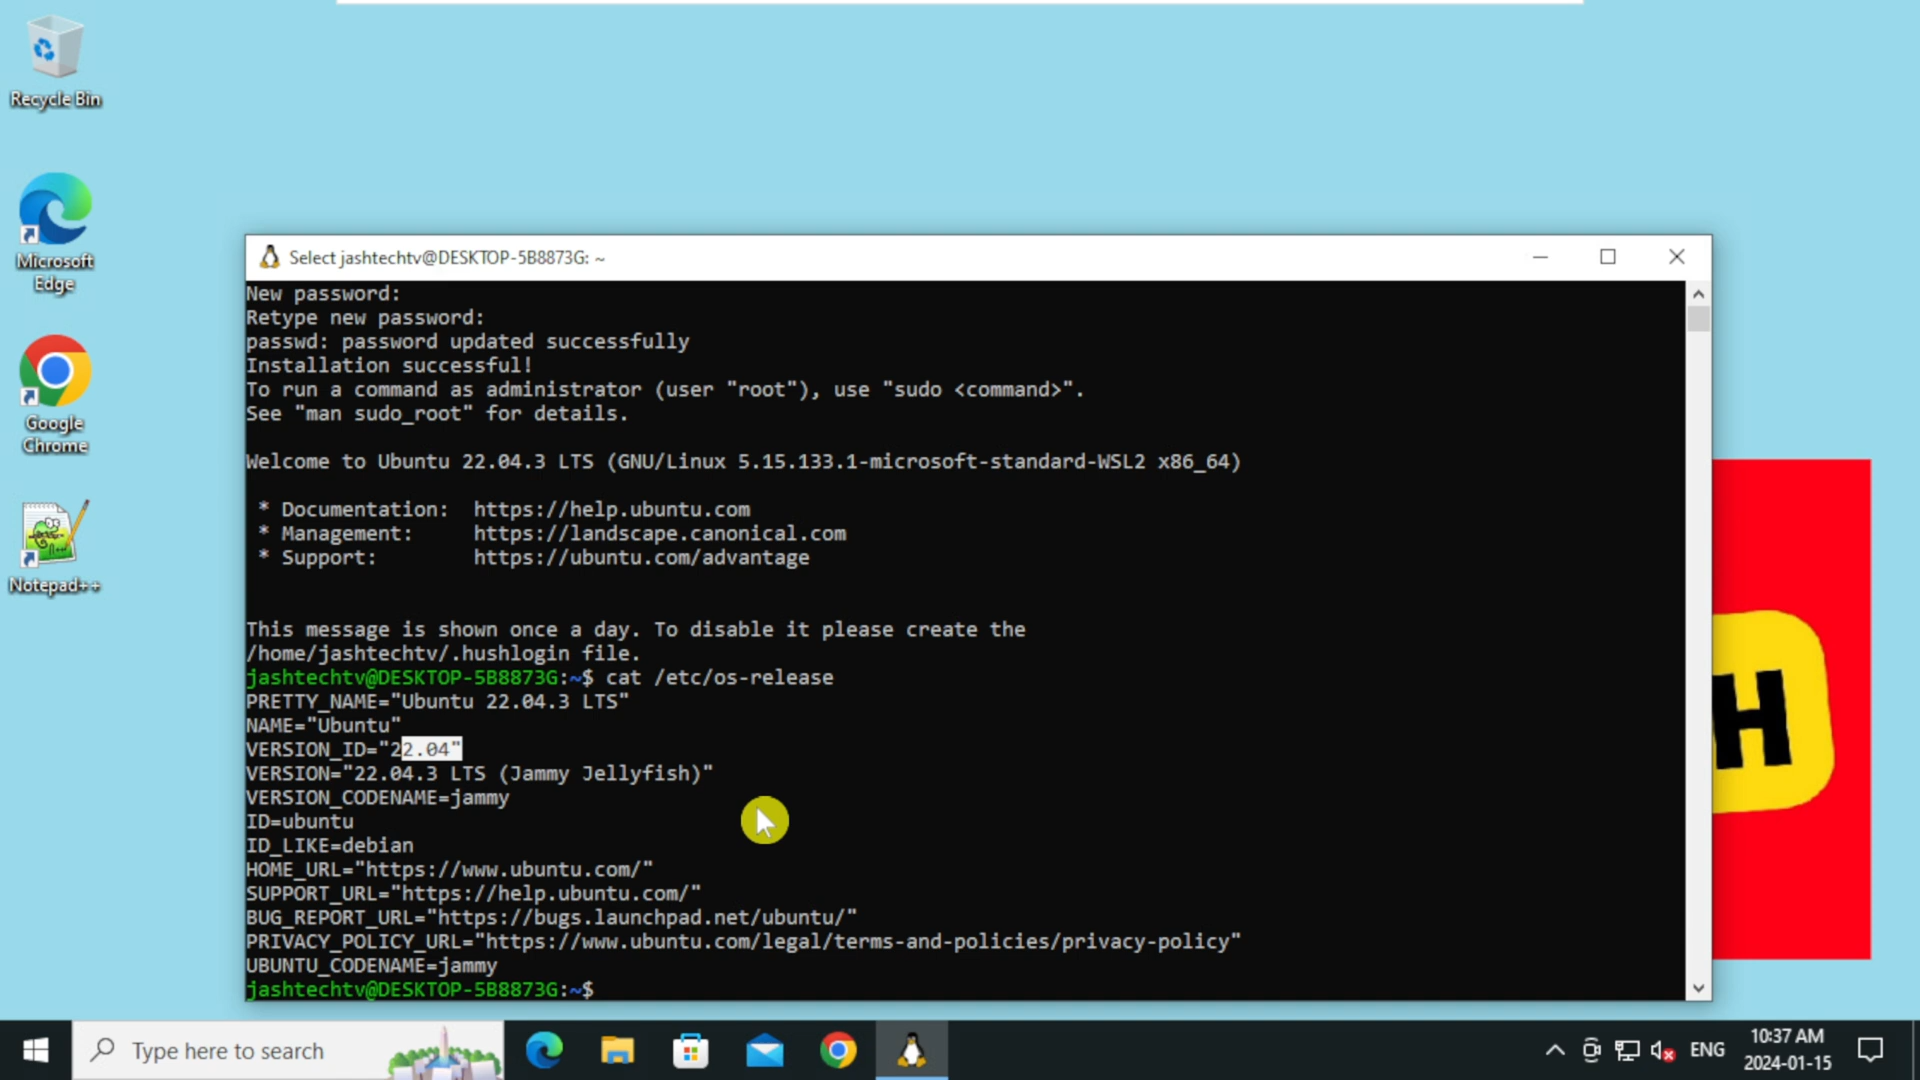 Recycle Bin
Microsoft
Edge
Google
Chrome
Notepad++
Select jashtechtv@DESKTOP-5B8873G: ~
New password:
Retype new password:
passwd: password updated successfully
Installation successful!
To run a command as administrator (user "root"), use "sudo <command>".
See "man sudo_root" for details.
Welcome to Ubuntu 22.04.3 LTS (GNU/Linux 5.15.133.1-microsoft-standard-WSL2 x86_64)
* Documentation:  https://help.ubuntu.com
* Management:     https://landscape.canonical.com
* Support:        https://ubuntu.com/advantage
This message is shown once a day. To disable it please create the
/home/jashtechtv/.hushlogin file.
jashtechtv@DESKTOP-5B8873G:~$ cat /etc/os-release
PRETTY_NAME="Ubuntu 22.04.3 LTS"
NAME="Ubuntu"
VERSION_ID="22.04"
VERSION="22.04.3 LTS (Jammy Jellyfish)"
VERSION_CODENAME=jammy
ID=ubuntu
ID_LIKE=debian
HOME_URL="https://www.ubuntu.com/"
SUPPORT_URL="https://help.ubuntu.com/"
BUG_REPORT_URL="https://bugs.launchpad.net/ubuntu/"
PRIVACY_POLICY_URL="https://www.ubuntu.com/legal/terms-and-policies/privacy-policy"
UBUNTU_CODENAME=jammy
jashtechtv@DESKTOP-5B8873G:~$
H
Type here to search
ENG
10:37 AM
2024-01-15